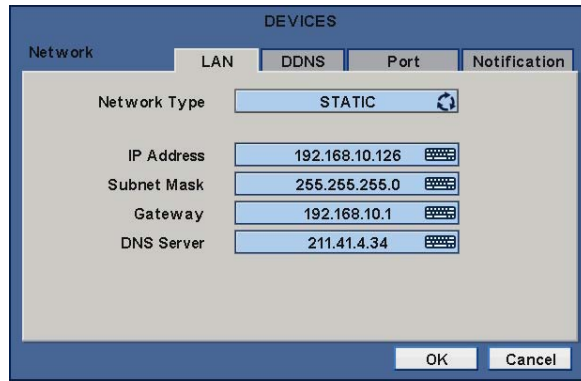 DEVICES
Network
LAN DDNS Port Notification
Network Type STATIC
IP Address 192.168.10.126
Subnet Mask 255.255.255.0
Gateway 192.168.10.1
DNS Server 211.41.4.34
OK Cancel